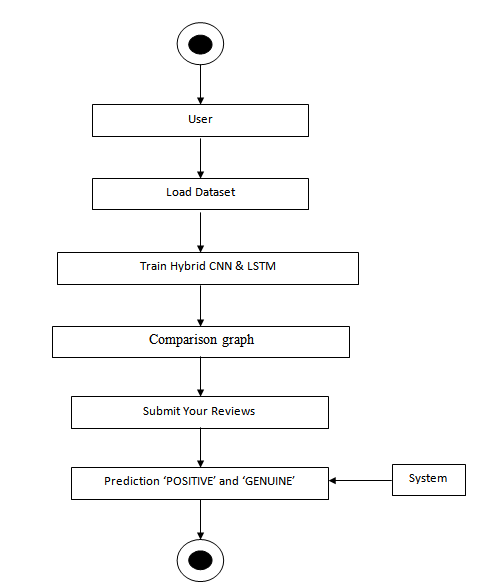 User
Load Dataset
Train Hybrid CNN & LSTM
Comparison graph
Submit Your Reviews
Prediction ‘POSITIVE’ and ‘GENUINE’
System